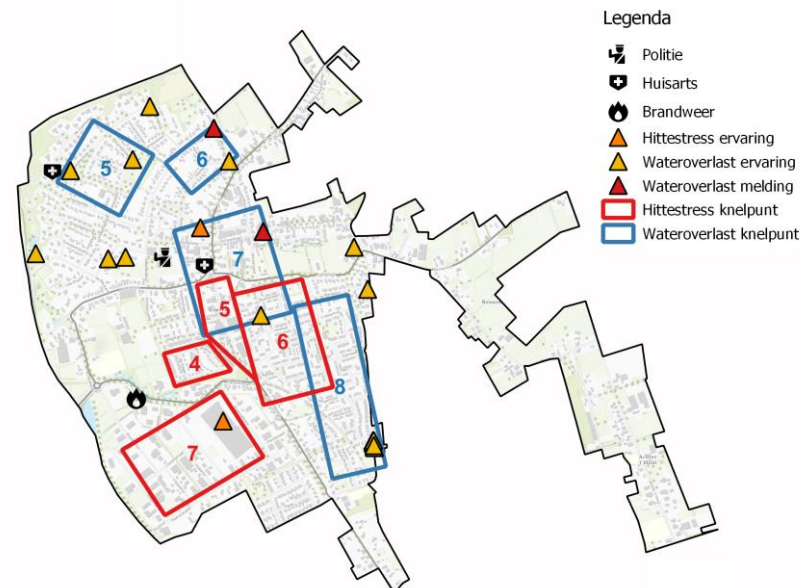 Legenda
Politie
Huisarts
Brandweer
Hittestress ervaring
Wateroverlast ervaring
Wateroverlast melding
Hittestress knelpunt
Wateroverlast knelpunt
5
6
7
5
6
4
8
7